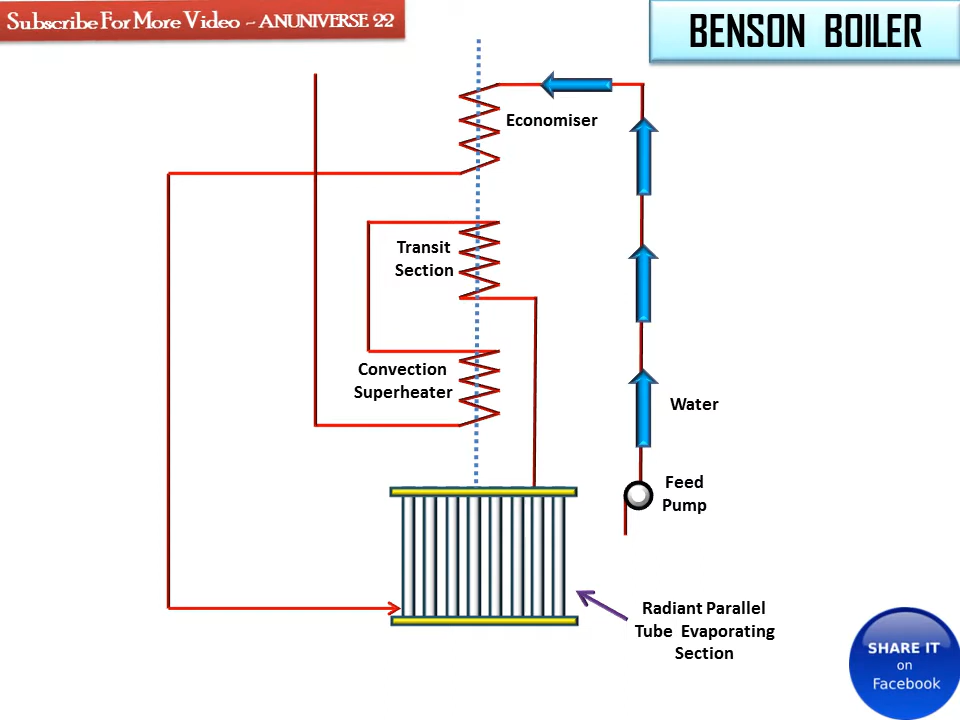 Subscribe For More Video - ANUNIVERSE 22
BENSON BOILER
Economiser
Transit
Section
Convection
Superheater
Water
Feed
Pump
Radiant Parallel
Tube Evaporating
Section
SHARE IT
on
Facebook